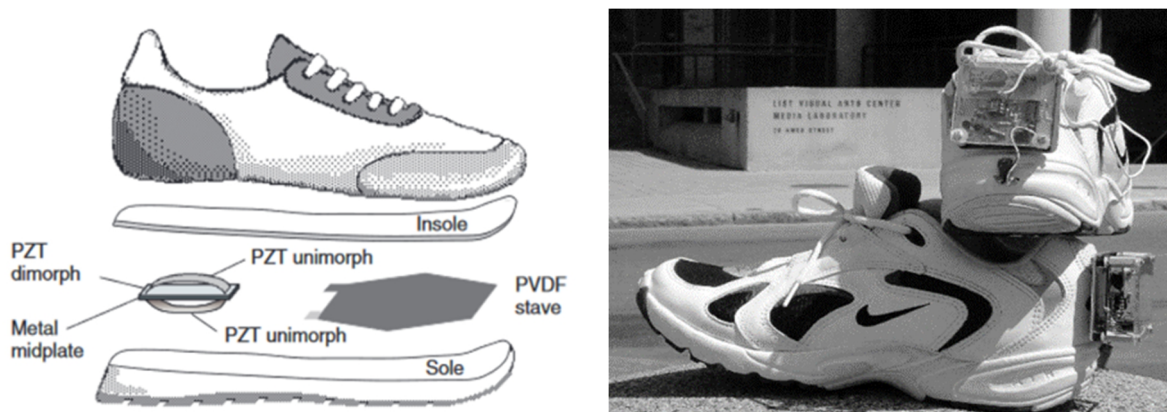 Insole
PZT
dimorph
PZT unimorph
PVDF
stave
Metal
midplate
PZT unimorph
Sole
LIST VISUAL ARTS CENTER
MEDIA LABORATORY
20 AMES STREET